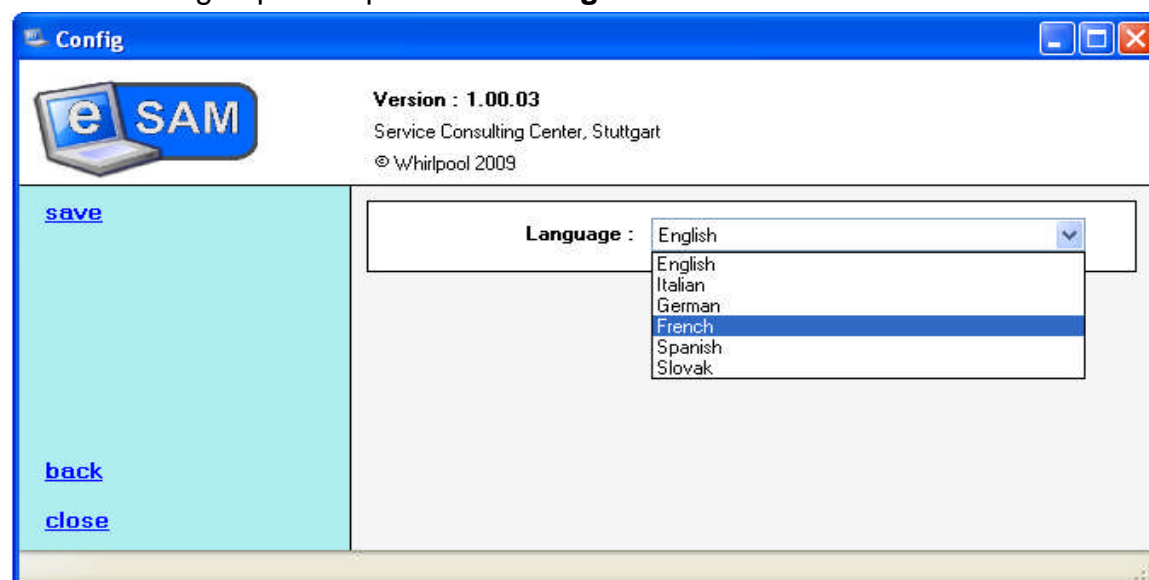 Config
e SAM
Version : 1.00.03
Service Consulting Center, Stuttgart
© Whirlpool 2009
save
Language :
English
English
Italian
German
French
Spanish
Slovak
back
close